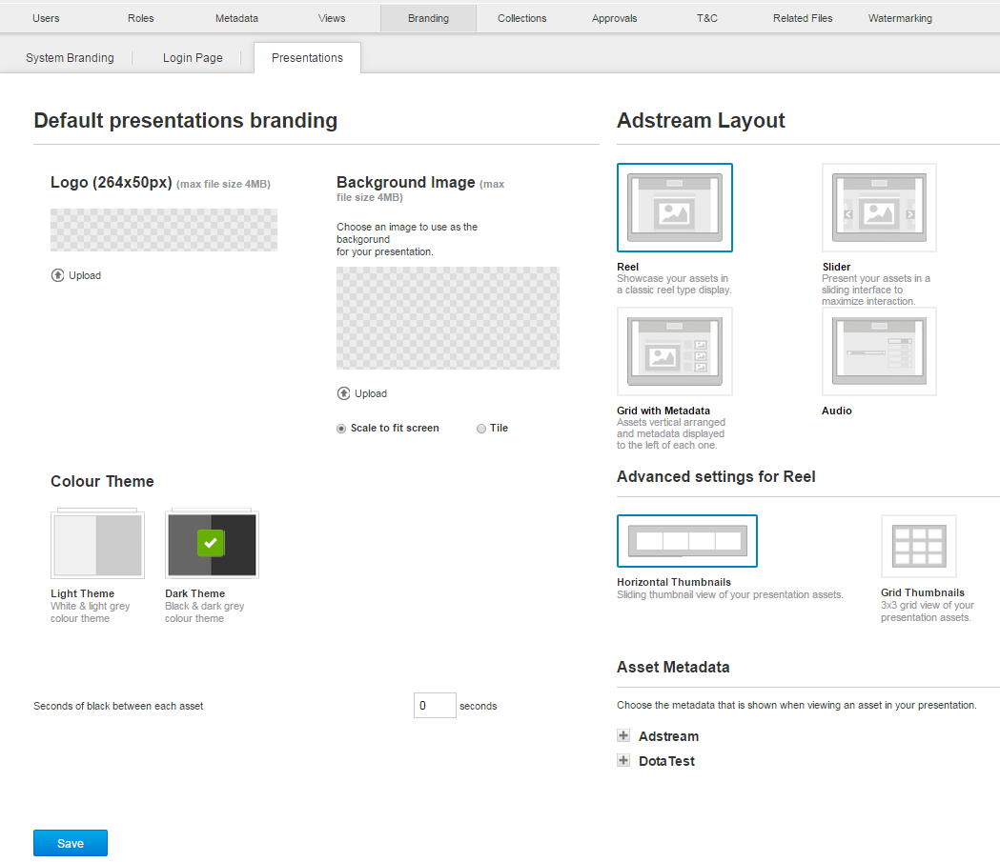 Users Roles Metadata Views Branding Collections Approvals T&C Related Files Watermarking
System Branding Login Page Presentations
Default presentations branding
Logo (264x50px) (max file size 4MB)
Upload
Background Image (max
file size 4MB)
Choose an image to use as the
backgorund
for your presentation.
Upload
Scale to fit screen Tile
Colour Theme
Light Theme
White & light grey
colour theme
Dark Theme
Black & dark grey
colour theme
Seconds of black between each asset 0 seconds
Save
Adstream Layout
Reel
Showcase your assets in
a classic reel type display.
Slider
Present your assets in a
sliding interface to
maximize interaction.
Grid with Metadata
Assets vertical arranged
and metadata displayed
to the left of each one.
Audio
Advanced settings for Reel
Horizontal Thumbnails
Sliding thumbnail view of your presentation assets.
Grid Thumbnails
3x3 grid view of your
presentation assets.
Asset Metadata
Choose the metadata that is shown when viewing an asset in your presentation.
Adstream
DotaTest